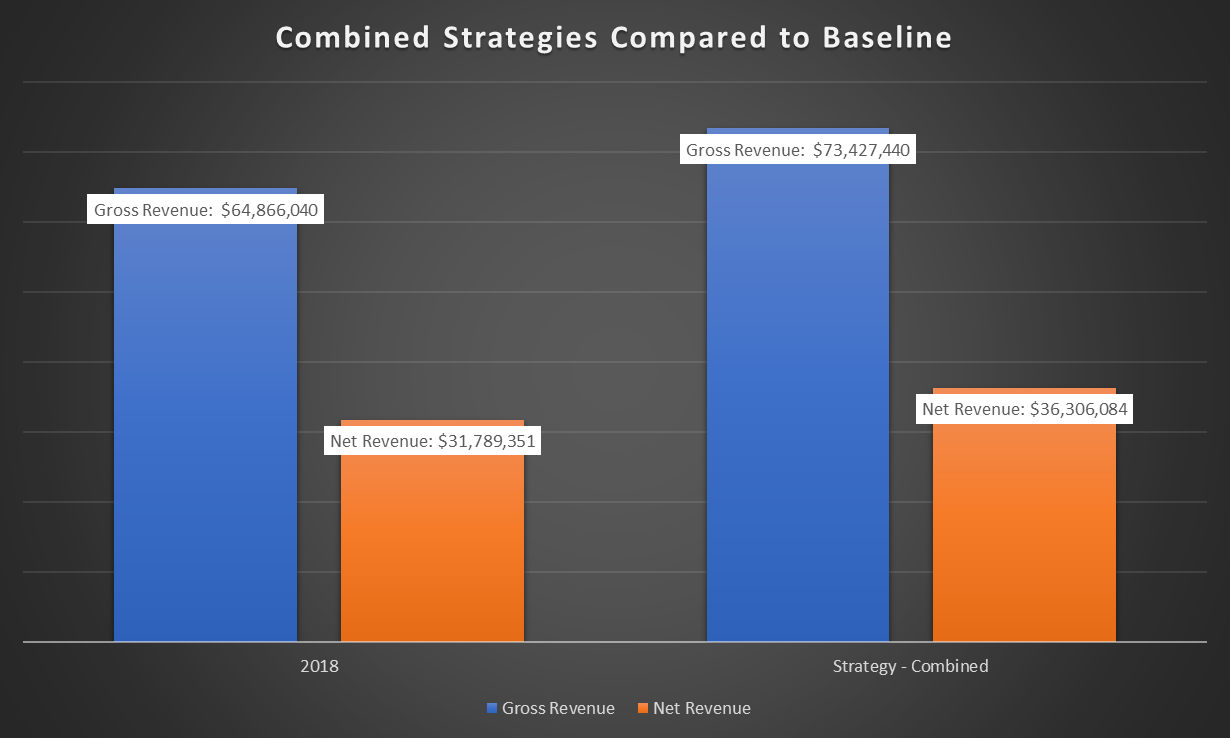 Combined Strategies Compared to Baseline
Gross Revenue:  $73,427,440
Gross Revenue:  $64,866,040
Net Revenue: $36,306,084
Net Revenue: $31,789,351
2018
Strategy - Combined
Gross Revenue
Net Revenue